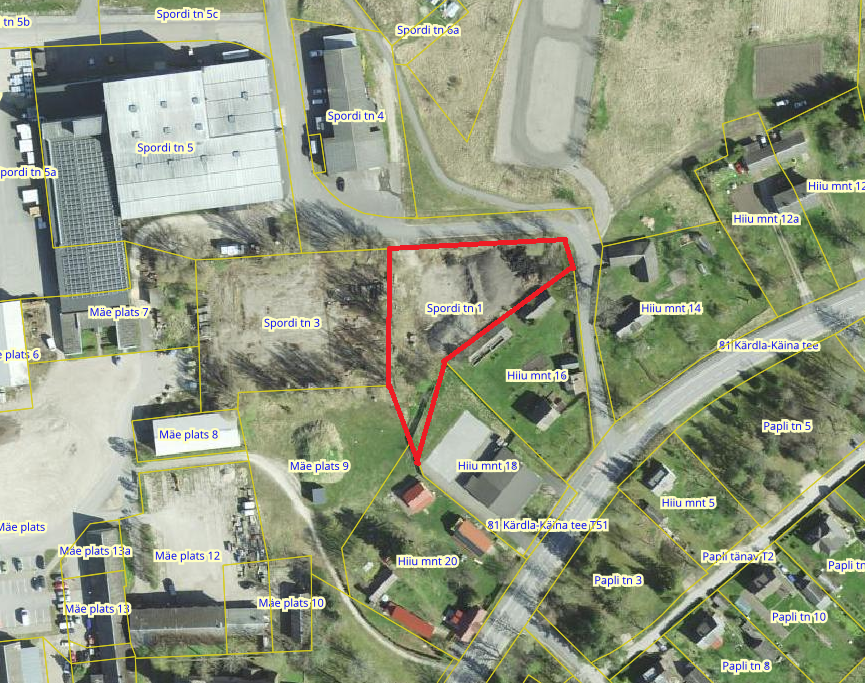 tn 5b
Spordi tn 5c
Spordi tn 6a
Spordi tn 4
Spordi tn 5
pordi tn 5a
Hiiu mnt 12
Hiiu mnt 12a
Mäe plats 7
Spordi tn 3
Spordi tn 1
Hiiu mnt 14
81 Kärdla-Käina tee
e plats 6
Hiiu mnt 16
Papli tn 5
Mäe plats 8
Mäe plats 9
Hiiu mnt 18
Hiiu mnt 5
Mäe plats
81 Kärdla-Käina tee T51
Mäe plats 13a
Mäe plats 12
Hiiu mnt 20
Papli tänav T2
Papli tn
Papli tn 3
Mäe plats 13
Mäe plats 10
Papli tn 10
Papli tn 8